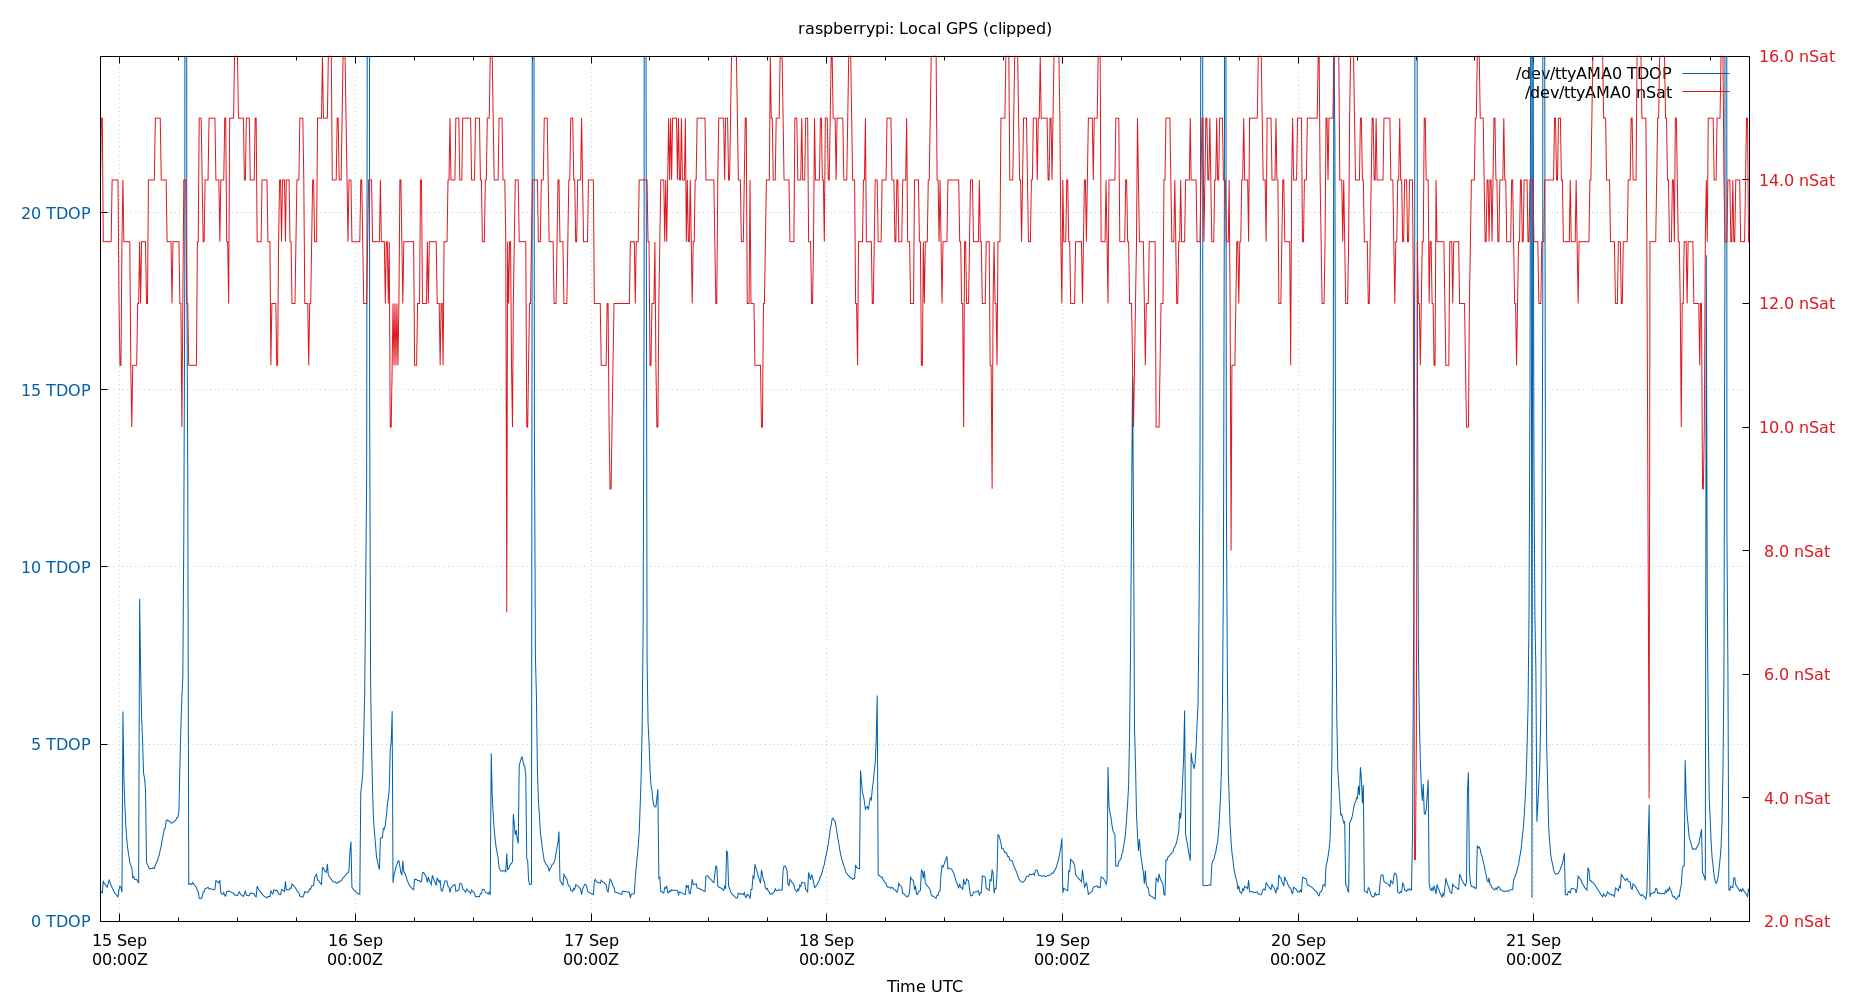 raspberrypi: Local GPS (clipped)
16.0 nSat
/dev/ttyAMA0 TDOP
/dev/ttyAMA0 nSat
14.0 nSat
20 TDOP
12.0 nSat
15 TDOP
10.0 nSat
10 TDOP
8.0 nSat
6.0 nSat
5 TDOP
4.0 nSat
0 TDOP
2.0 nSat
15 Sep 16 Sep 17 Sep 18 Sep 19 Sep 20 Sep 21 Sep
00:00Z 00:00Z 00:00Z 00:00Z 00:00Z 00:00Z 00:00Z
Time UTC